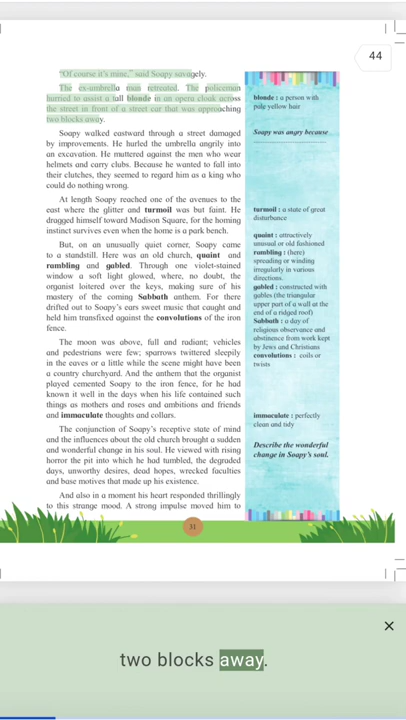 44
"Of course it's mine," said Soapy savagely.
The ex-umbrella man retreated. The policeman
hurried to assist a tall blonde in an opera cloak across
the street in front of a street car that was approaching
two blocks away.
Soapy walked eastward through a street damaged
by improvements. He hurled the umbrella angrily into
an excavation. He muttered against the men who wear
helmets and carry clubs. Because he wanted to fall into
their clutches, they seemed to regard him as a king who
could do nothing wrong.
At length Soapy reached one of the avenues to the
east where the glitter and turmoil was but faint. He
dragged himself toward Madison Square, for the homing
instinct survives even when the home is a park bench.
But, on an unusually quiet corner, Soapy came
to a standstill. Here was an old church, quaint and
rambling and gabled. Through one violet-stained
window a soft light glowed, where, no doubt, the
organist loitered over the keys, making sure of his
mastery of the coming Sabbath anthem. For there
drifted out to Soapy's ears sweet music that caught and
held him transfixed against the convolutions of the iron
fence.
The moon was above, full and radiant; vehicles
and pedestrians were few; sparrows twittered sleepily
in the eaves or a little while the scene might have been
a country churchyard. And the anthem that the organist
played cemented Soapy to the iron fence, for he had
known it well in the days when his life contained such
things as mothers and roses and ambitions and friends
and immaculate thoughts and collars.
The conjunction of Soapy's receptive state of mind
and the influences about the old church brought a sudden
and wonderful change in his soul. He viewed with rising
horror the pit into which he had tumbled, the degraded
days, unworthy desires, dead hopes, wrecked faculties
and base motives that made up his existence.
And also in a moment his heart responded thrillingly
to this strange mood. A strong impulse moved him to
blonde : a person with
pale yellow hair
Soapy was angry because
turmoil : a state of great
disturbance
quaint : attractively
unusual or old fashioned
rambling : (here)
spreading or winding
irregularly in various
directions.
gabled : constructed with
gables (the triangular
upper part of a wall at the
end of a ridged roof)
Sabbath : a day of
religious observance and
abstinence from work kept
by Jews and Christians
convolutions : coils or
twists
immaculate : perfectly
clean and tidy
Describe the wonderful
change in Soapy's soul.
31
two blocks away.